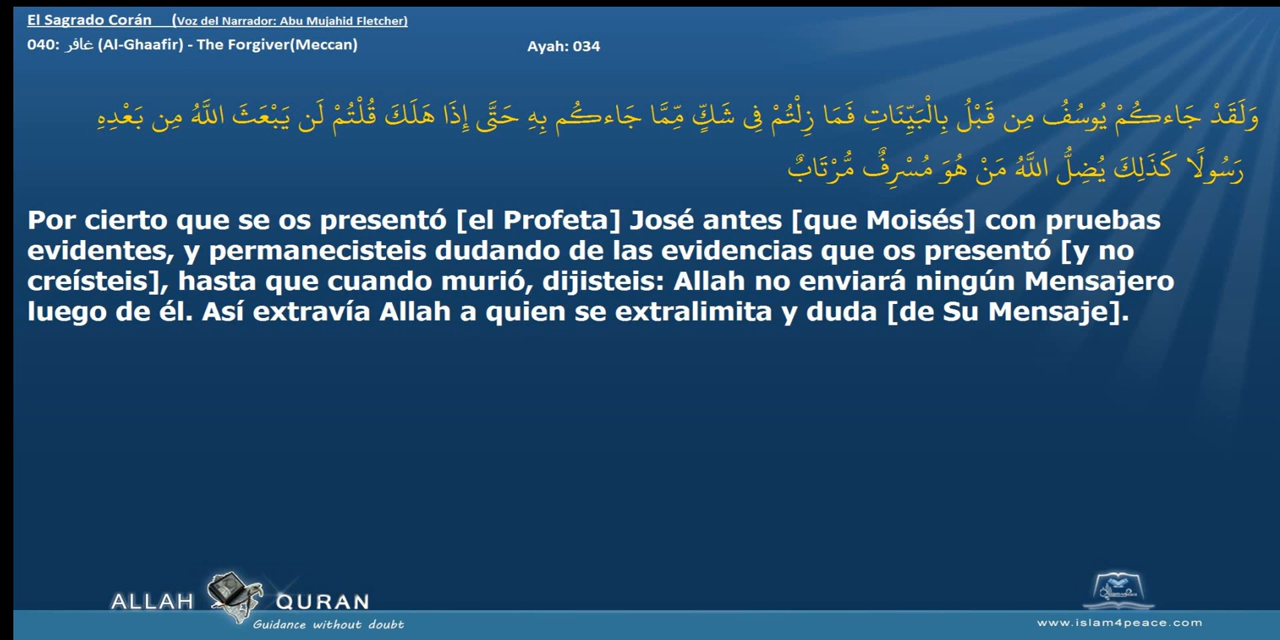 El Sagrado Corán (Voz del Narrador: Abu Mujahid Fletcher)
040: غافر (Al-Ghaafir) - The Forgiver(Meccan) Ayah: 034
وَلَقَدْ جَاءكُمْ يُوسُفُ مِن قَبْلُ بِالْبَيِّنَاتِ فَمَا زِلْتُمْ فِي شَكٍّ مِّمَّا جَاءكُم بِهِ حَتَّى إِذَا هَلَكَ قُلْتُمْ لَن يَبْعَثَ اللَّهُ مِن بَعْدِهِ
رَسُولًا كَذَلِكَ يُضِلُّ اللَّهُ مَنْ هُوَ مُسْرِفٌ مُّرْتَابٌ
Por cierto que se os presentó [el Profeta] José antes [que Moisés] con pruebas
evidentes, y permanecisteis dudando de las evidencias que os presentó [y no
creísteis], hasta que cuando murió, dijisteis: Allah no enviará ningún Mensajero
luego de él. Así extravía Allah a quien se extralimita y duda [de Su Mensaje].
ALLAH QURAN
Guidance without doubt
www.islam4peace.com